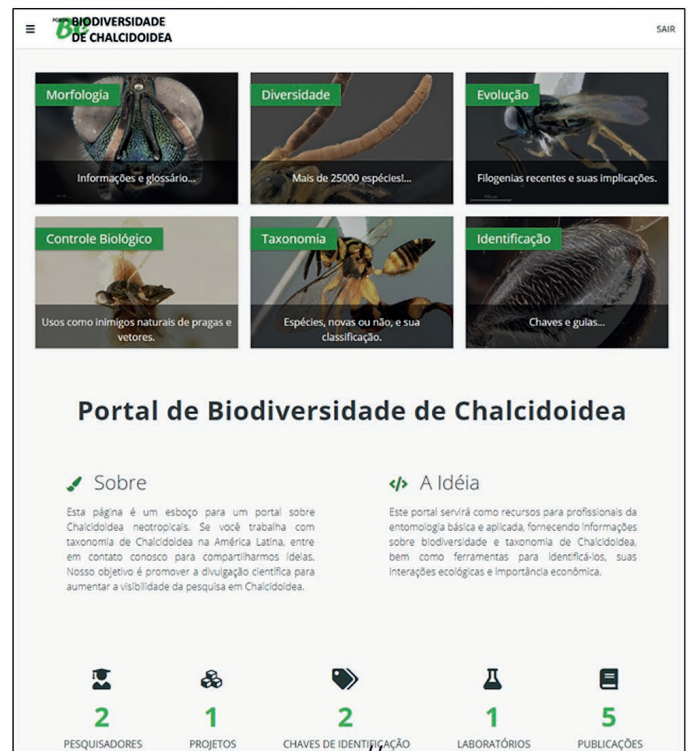 BIODIVERSIDADE
DE CHALCIDOIDEA
SAIR
Morfologia
Informações e glossário...
Diversidade
Mais de 25000 espécies!...
Evolução
Filogenias recentes e suas implicações.
Controle Biológico
Usos como inimigos naturais de pragas e
vetores.
Taxonomia
Espécies, novas ou não, e sua
classificação.
Identificação
Chaves e guias...
Portal de Biodiversidade de Chalcidoidea
Sobre
Esta página é um esboço para um portal sobre
Chalcidoidea neotropicals. Se você trabalha com
taxonomia de Chalcidoidea na América Latina, entre
em contato conosco para compartilharmos ideias.
Nosso objetivo é promover a divulgação científica para
aumentar a visibilidade da pesquisa em Chalcidoidea.
A Idéia
Este portal servirá como recursos para profissionais da
entomologia básica e aplicada, fornecendo informações
sobre biodiversidade e taxonomia de Chalcidoidea,
bem como ferramentas para identificá-los, suas
interações ecológicas e importância econômica.
2
PESQUISADORES
1
PROJETOS
2
CHAVES DE IDENTIFICAÇÃO
1
LABORATÓRIOS
5
PUBLICAÇÕES